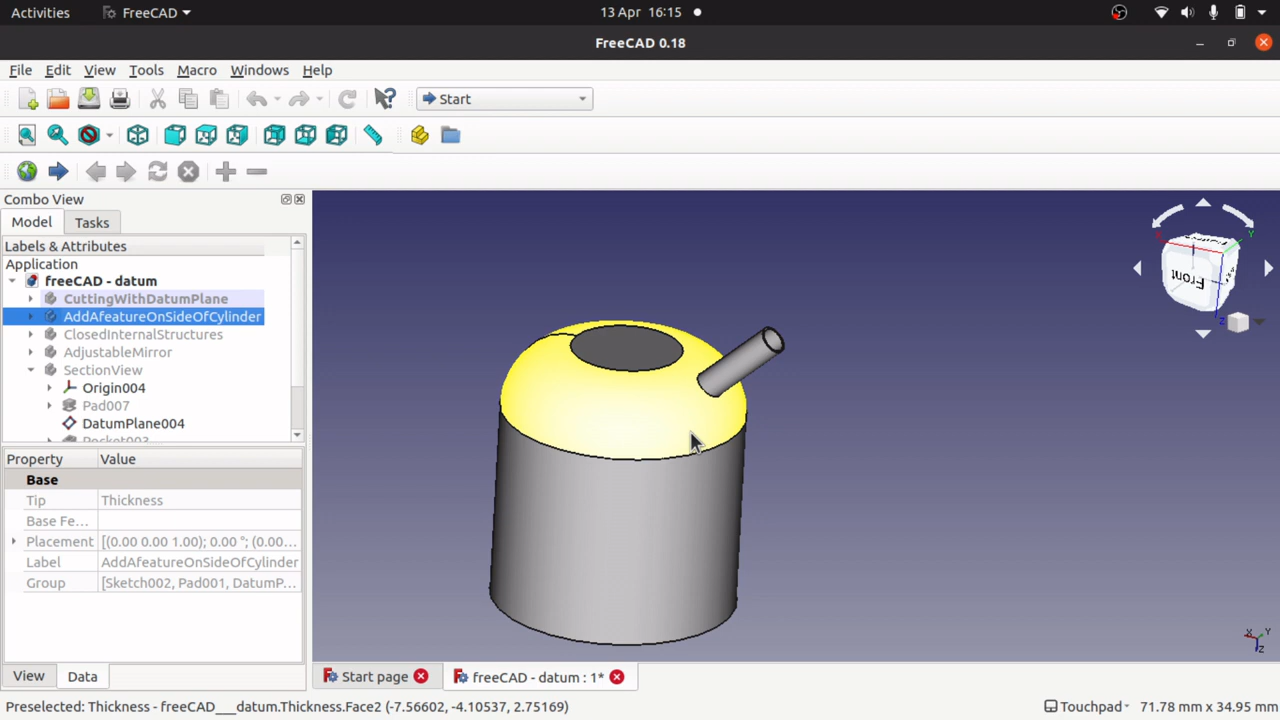 Activities FreeCAD 13 Apr 16:15
FreeCAD 0.18
File Edit View Tools Macro Windows Help
Start
Combo View
Model Tasks
Labels & Attributes
Application
freeCAD - datum
CuttingWithDatumPlane
AddAfeatureOnSideOfCylinder
ClosedInternalStructures
AdjustableMirror
SectionView
Origin004
Pad007
DatumPlane004
Pocket003
Property Value
Base
Tip Thickness
Base Fe...
Placement [(0.00 0.00 1.00); 0.00 °; (0.00...
Label AddAfeatureOnSideOfCylinder
Group [Sketch002, Pad001, DatumP...
View Data
Start page freeCAD - datum : 1*
Preselected: Thickness - freeCAD___datum.Thickness.Face2 (-7.56602, -4.10537, 2.75169) Touchpad 71.78 mm x 34.95 mm
X Y
Front
Z
X Y
Z